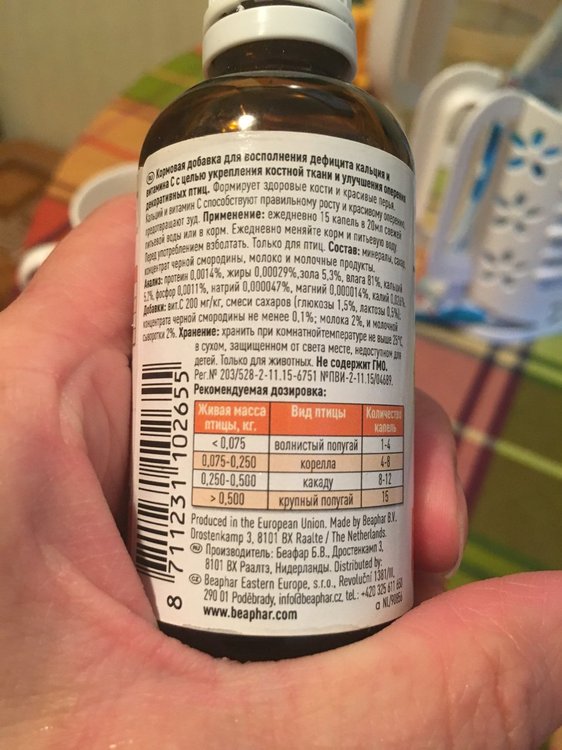 Кормовая добавка для восполнения дефицита кальция и
витамина С с целью укрепления костной ткани и улучшения оперения
декоративных птиц. Формирует здоровые кости и красивые перья.
Кальций и витамин С способствуют правильному росту и красивому оперению,
предотвращают зуд. Применение: ежедневно 15 капель в 20мл свежей
питьевой воды или в корм. Ежедневно меняйте корм и питьевую воду.
Перед употреблением взболтать. Только для птиц. Состав: минералы, сахар,
концентрат черной смородины, молоко и молочные продукты.
Анализ: протеин 0,0014%, жиры 0,00029%, зола 5,3%, влага 81%, кальций
5,7%, фосфор 0,0011%, натрий 0,000047%, магний 0,000014%, калий 0,026%.
Добавки: вит.С 200 мг/кг, смеси сахаров (глюкозы 1,5%, лактозы 0,5%);
концентрата черной смородины не менее 0,1%; молока 2%, и молочной
сыворотки 2%. Хранение: хранить при комнатнойтемпературе не выше 25°С
в сухом, защищенном от света месте, недоступном для
детей. Только для животных. Не содержит ГМО.
Рег.№ 203/528-2-11.15-6751 №ПВИ-2-11.15/04689.
Рекомендуемая дозировка:
Живая масса птицы, кг. Вид птицы Количество капель
< 0,075 волнистый попугай 1-4
0,075-0,250 корелла 4-8
0,250-0,500 какаду 8-12
> 0,500 крупный попугай 15
Produced in the European Union. Made by Beaphar B.V.
Drostenkamp 3, 8101 BX Raalte / The Netherlands.
RU Производитель: Беафар Б.В., Дростенкамп 3,
8101 BX Раалтэ, Нидерланды. Distributed by:
CZ Beaphar Eastern Europe, s.r.o., Revoluční 1381/III,
290 01 Poděbrady, info@beaphar.cz, tel.: +420 325 611 658
www.beaphar.com
8 711231 102655